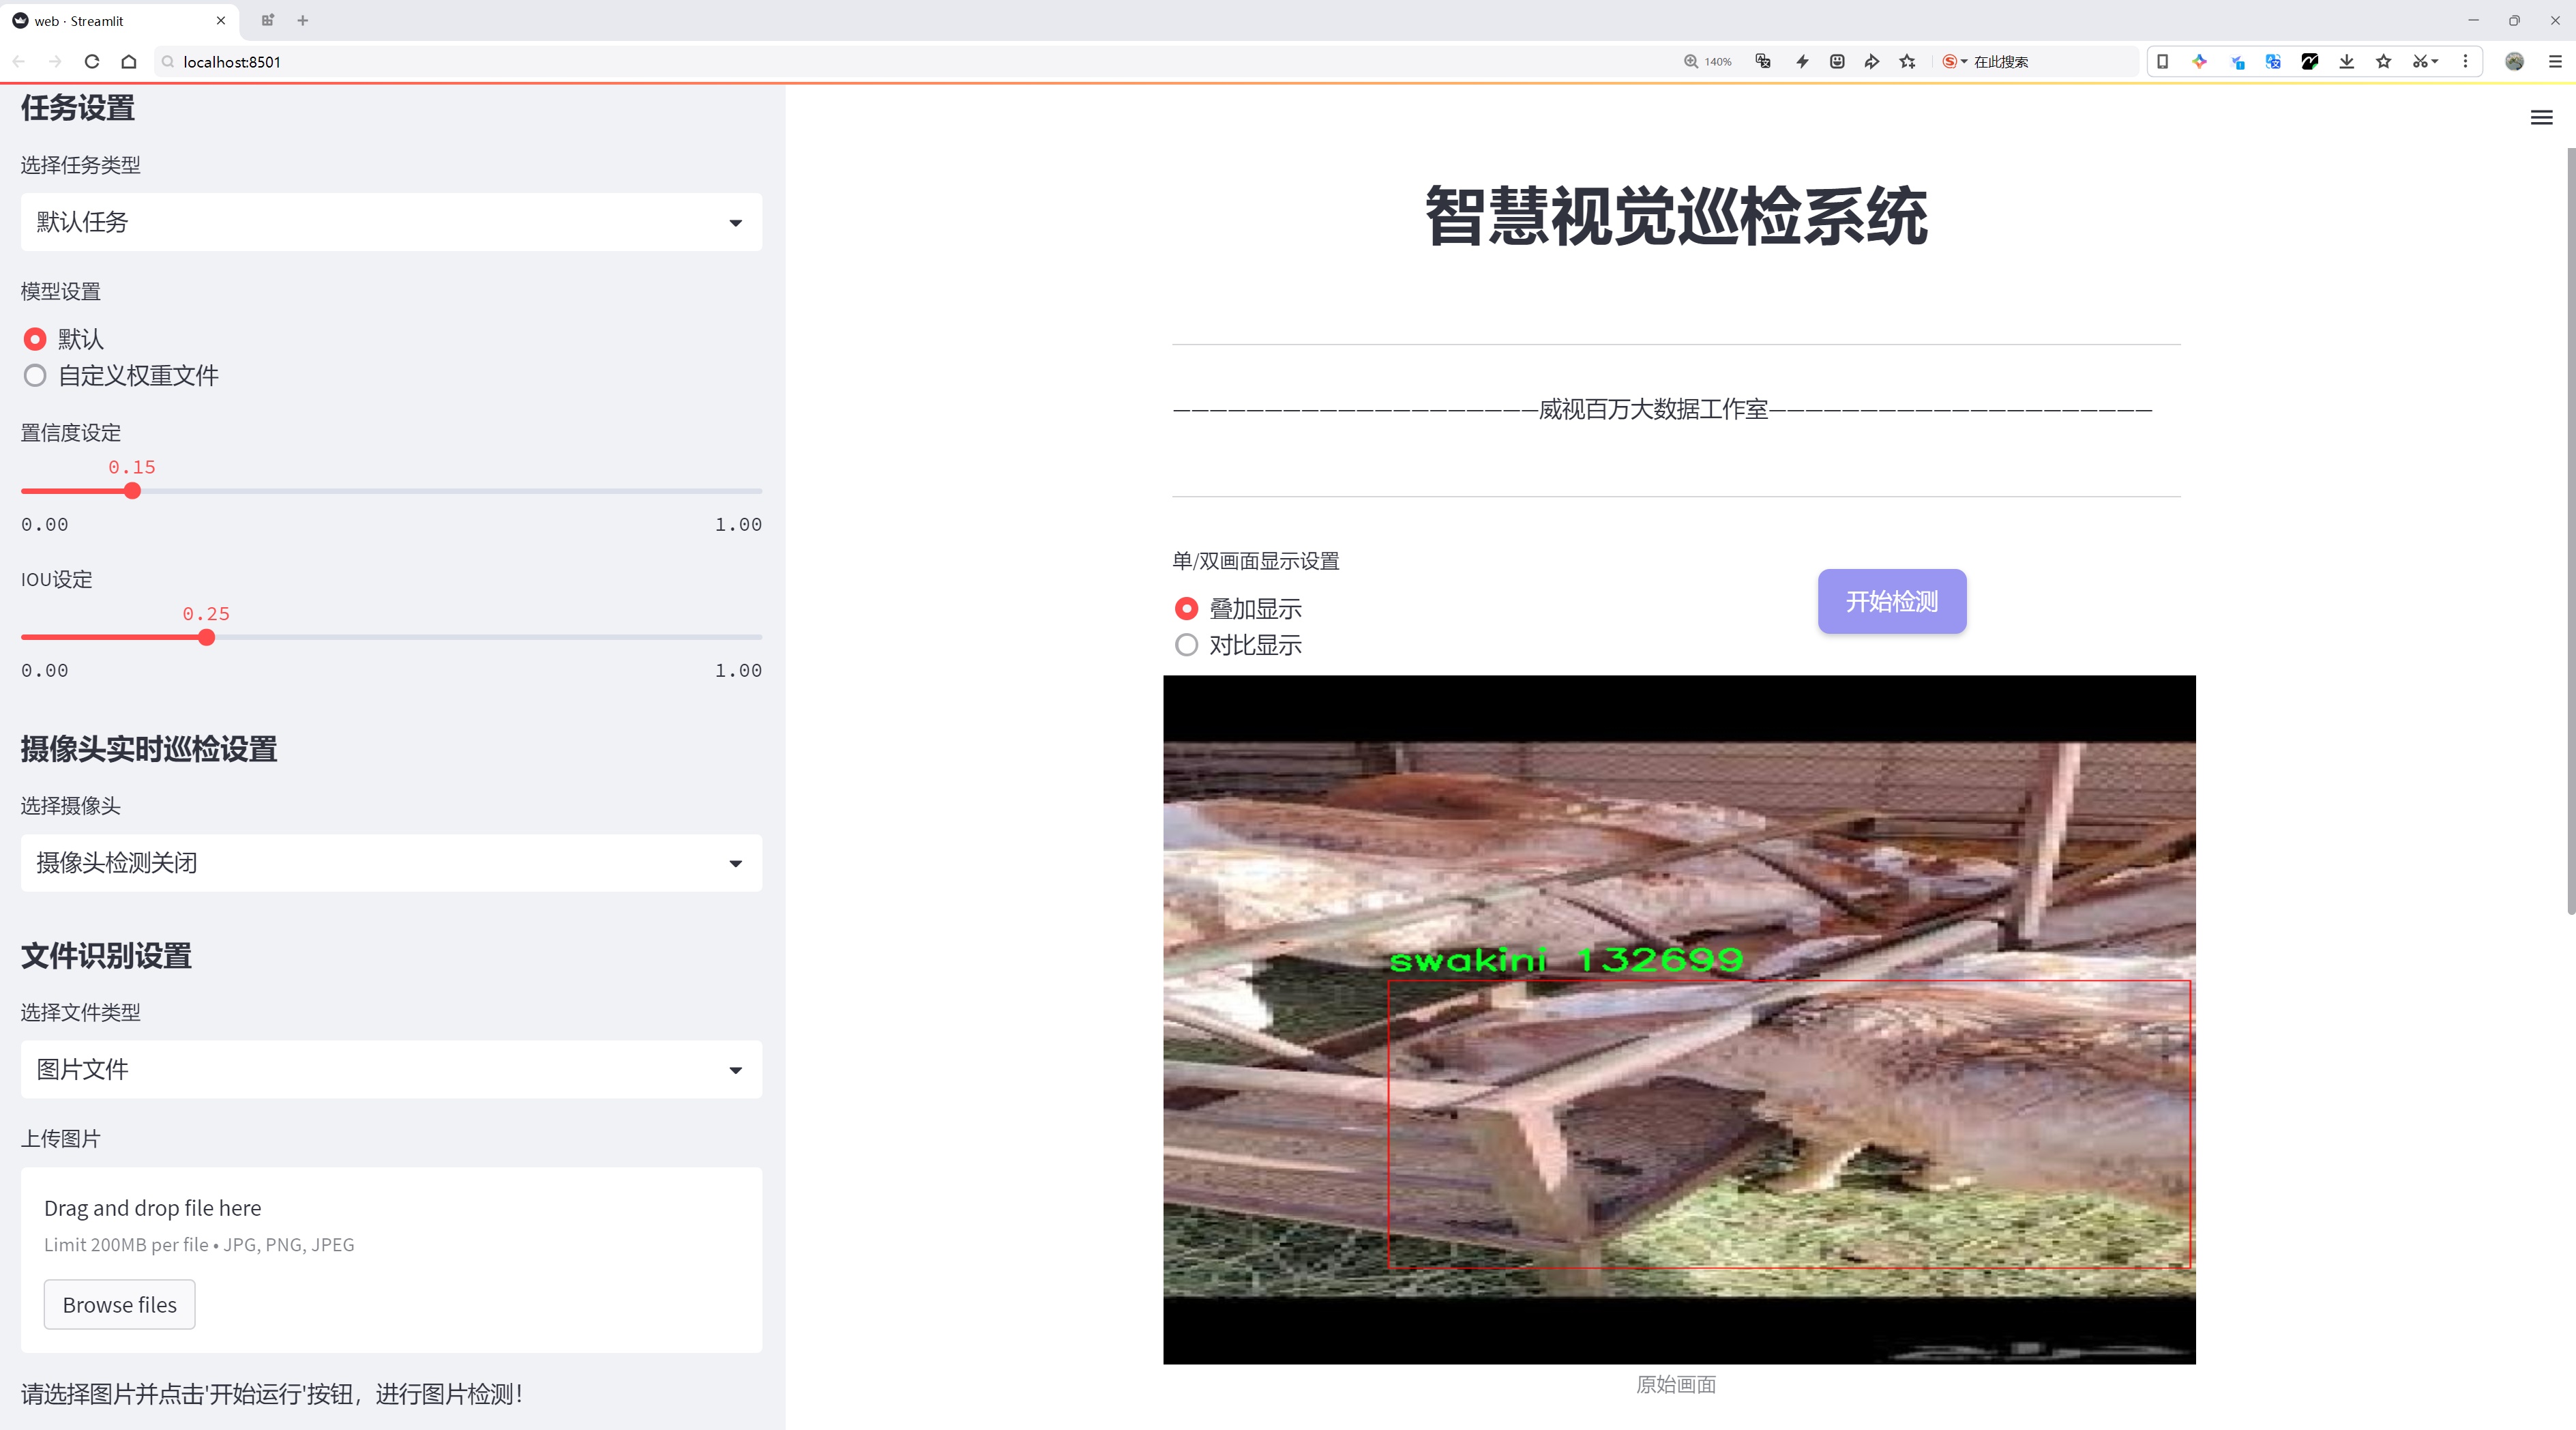 web · Streamlit
localhost:8501
140%
在此搜索
任务设置
选择任务类型
默认任务
模型设置
默认
自定义权重文件
置信度设定
0.15
0.00
1.00
IOU设定
0.25
0.00
1.00
摄像头实时巡检设置
选择摄像头
摄像头检测关闭
文件识别设置
选择文件类型
图片文件
上传图片
Drag and drop file here
Limit 200MB per file • JPG, PNG, JPEG
Browse files
请选择图片并点击'开始运行'按钮，进行图片检测！
智慧视觉巡检系统
—————————————————————威视百万大数据工作室—————————————————————
单/双画面显示设置
叠加显示
对比显示
开始检测
swakini 132699
原始画面